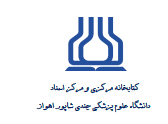 کتابخانه مرکزی و مرکز اسناد
دانشگاه علوم پزشکی جندی شاپور اهواز